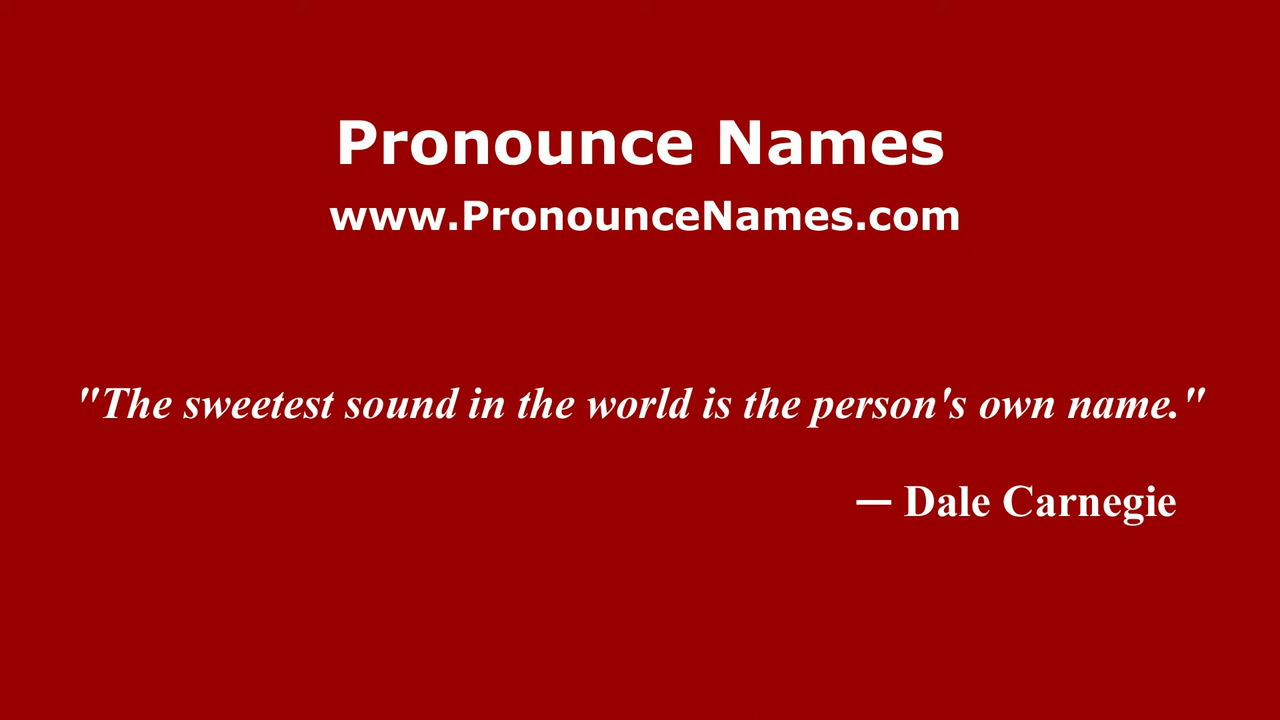 Pronounce Names
www.PronounceNames.com
"The sweetest sound in the world is the person's own name."
— Dale Carnegie